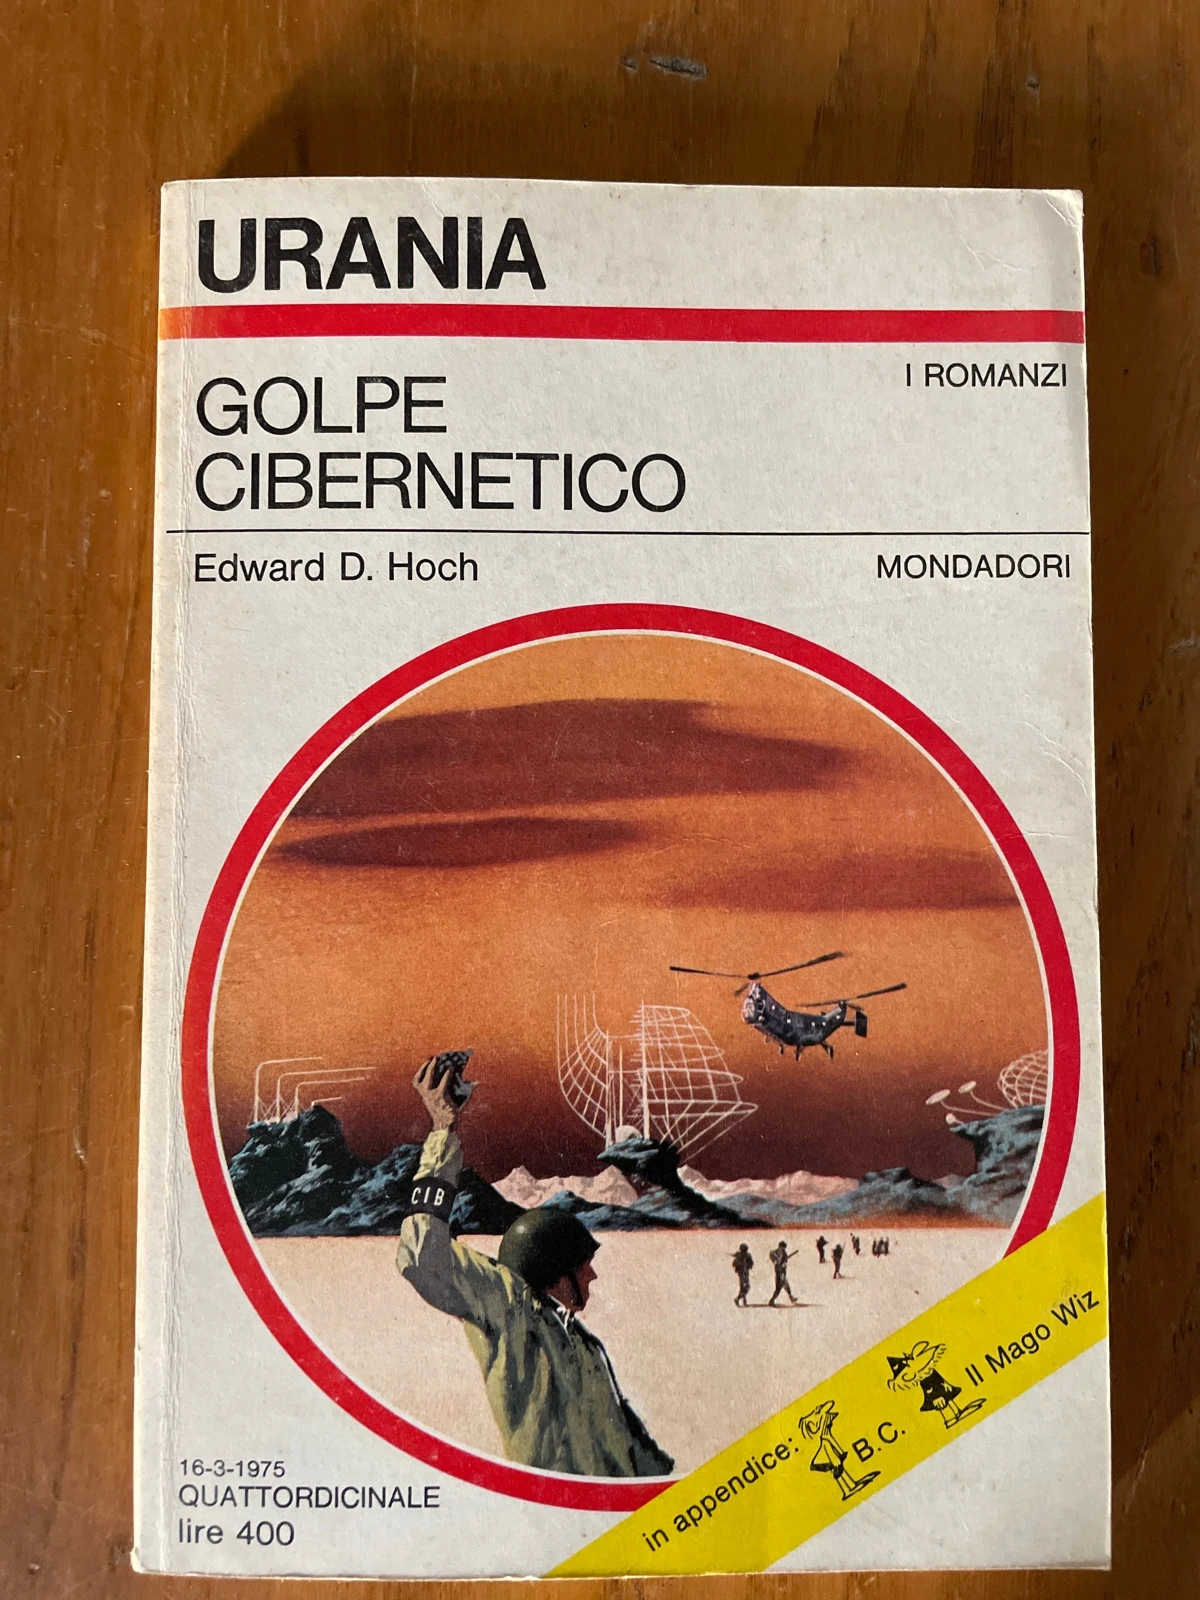 URANIA
I ROMANZI
GOLPE
CIBERNETICO
Edward D. Hoch
MONDADORI
CIB
16-3-1975
QUATTORDICINALE
lire 400
in appendice: B.C. Il Mago Wiz